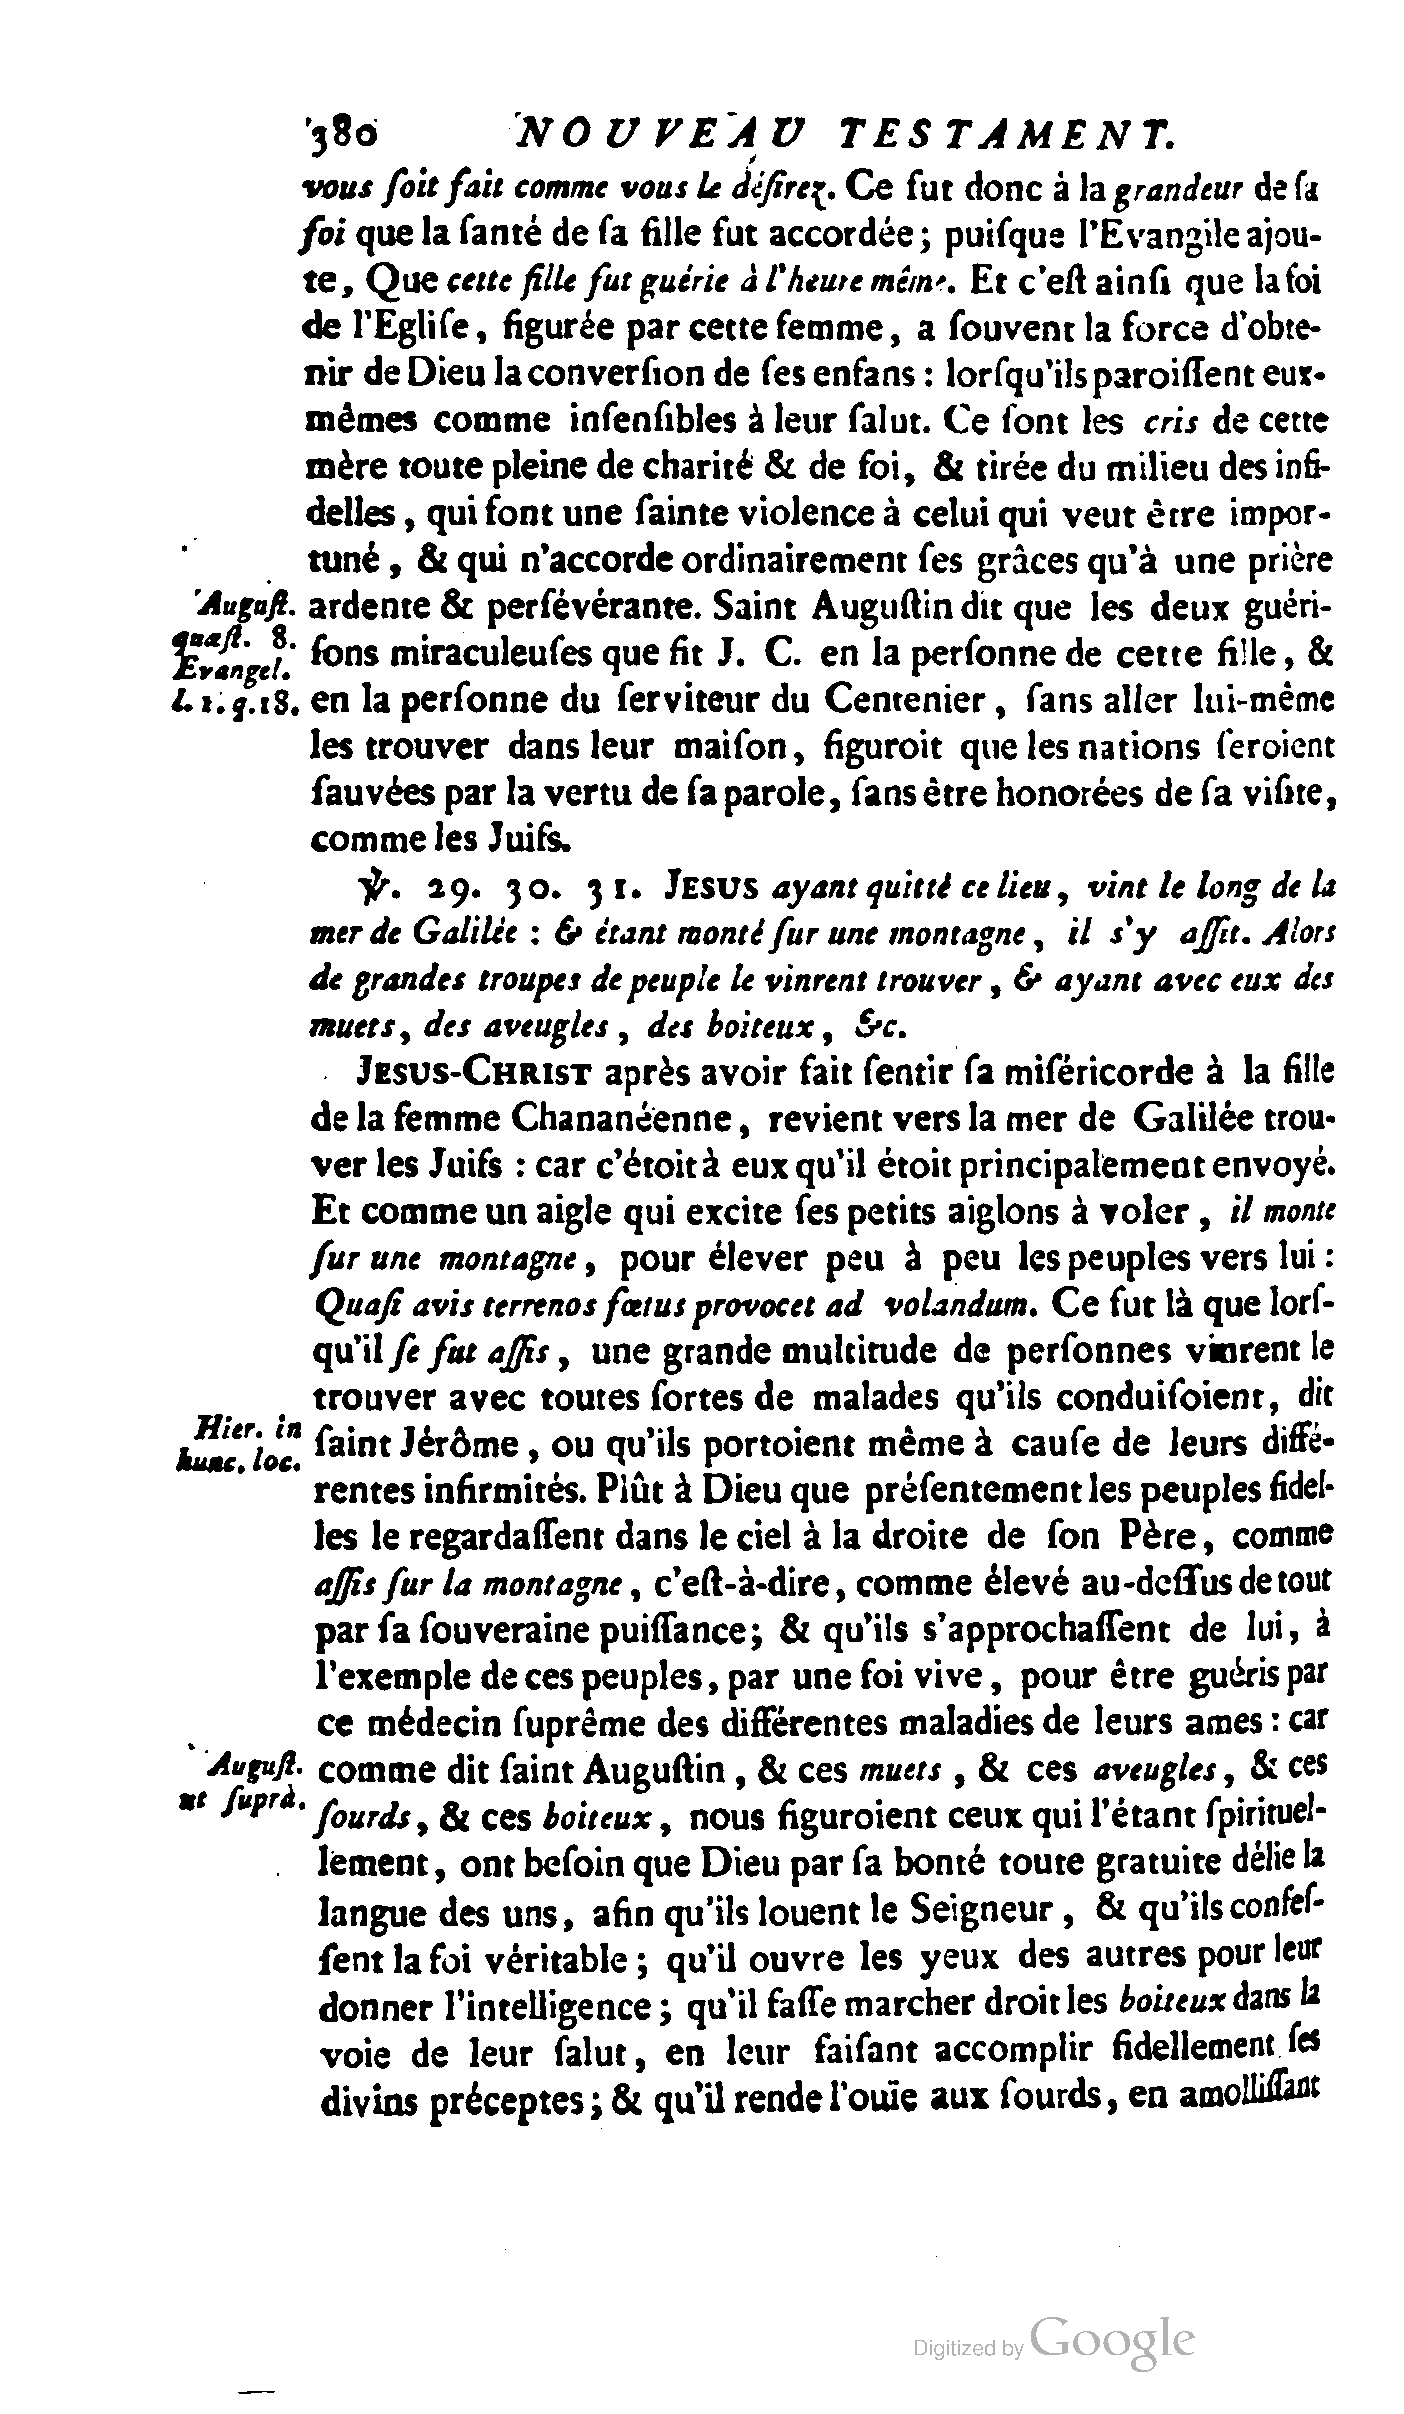 380 NOUVEAU TESTAMENT.
vous ſoit fait comme vous le déſirez. Ce fut donc à la grandeur de ſa
foi que la ſanté de ſa fille fut accordée; puiſque l'Evangile ajou-
te, Que cette fille fut guérie à l'heure même. Et c'eſt ainſi que la foi
de l'Egliſe, figurée par cette femme, a ſouvent la force d'obte-
nir de Dieu la converſion de ſes enfans : lorſqu'ils paroiſſent eux-
mêmes comme inſenſibles à leur ſalut. Ce ſont les cris de cette
mère toute pleine de charité & de foi, & tirée du milieu des infi-
delles, qui font une ſainte violence à celui qui veut être impor-
tuné, & qui n'accorde ordinairement ſes grâces qu'à une prière
Auguſt. ardente & perſévérante. Saint Auguſtin dit que les deux guéri-
quæſt. 8. ſons miraculeuſes que fit J. C. en la perſonne de cette fille, &
Evangel.
L. 1. q. 18. en la perſonne du ſerviteur du Centenier, ſans aller lui-même
les trouver dans leur maiſon, figuroit que les nations ſeroient
ſauvées par la vertu de ſa parole, ſans être honorées de ſa viſite,
comme les Juifs.
℣. 29. 30. 31. JESUS ayant quitté ce lieu, vint le long de la
mer de Galilée : & étant monté ſur une montagne, il s'y aſſit. Alors
de grandes troupes de peuple le vinrent trouver, & ayant avec eux des
muets, des aveugles, des boiteux, &c.
JESUS-CHRIST après avoir fait ſentir ſa miſéricorde à la fille
de la femme Chananéenne, revient vers la mer de Galilée trou-
ver les Juifs : car c'étoit à eux qu'il étoit principalement envoyé.
Et comme un aigle qui excite ſes petits aiglons à voler, il monte
ſur une montagne, pour élever peu à peu les peuples vers lui :
Quaſi avis terrenos fœtus provocet ad volandum. Ce fut là que lorſ-
qu'il ſe fut aſſis, une grande multitude de perſonnes vinrent le
trouver avec toutes ſortes de malades qu'ils conduiſoient, dit
Hier. in ſaint Jérôme, ou qu'ils portoient même à cauſe de leurs diffé-
hunc. loc.
rentes infirmités. Plût à Dieu que préſentement les peuples fidel-
les le regardaſſent dans le ciel à la droite de ſon Père, comme
aſſis ſur la montagne, c'eſt-à-dire, comme élevé au-deſſus de tout
par ſa ſouveraine puiſſance; & qu'ils s'approchaſſent de lui, à
l'exemple de ces peuples, par une foi vive, pour être guéris par
ce médecin ſuprême des différentes maladies de leurs ames : car
Auguſt. comme dit ſaint Auguſtin, & ces muets, & ces aveugles, & ces
ut ſuprà. ſourds, & ces boiteux, nous figuroient ceux qui l'étant ſpirituel-
lement, ont beſoin que Dieu par ſa bonté toute gratuite délie la
langue des uns, afin qu'ils louent le Seigneur, & qu'ils confeſ-
ſent la foi véritable; qu'il ouvre les yeux des autres pour leur
donner l'intelligence; qu'il faſſe marcher droit les boiteux dans la
voie de leur ſalut, en leur faiſant accomplir fidellement ſes
divins préceptes; & qu'il rende l'ouïe aux ſourds, en amolliſſant
Digitized by Google